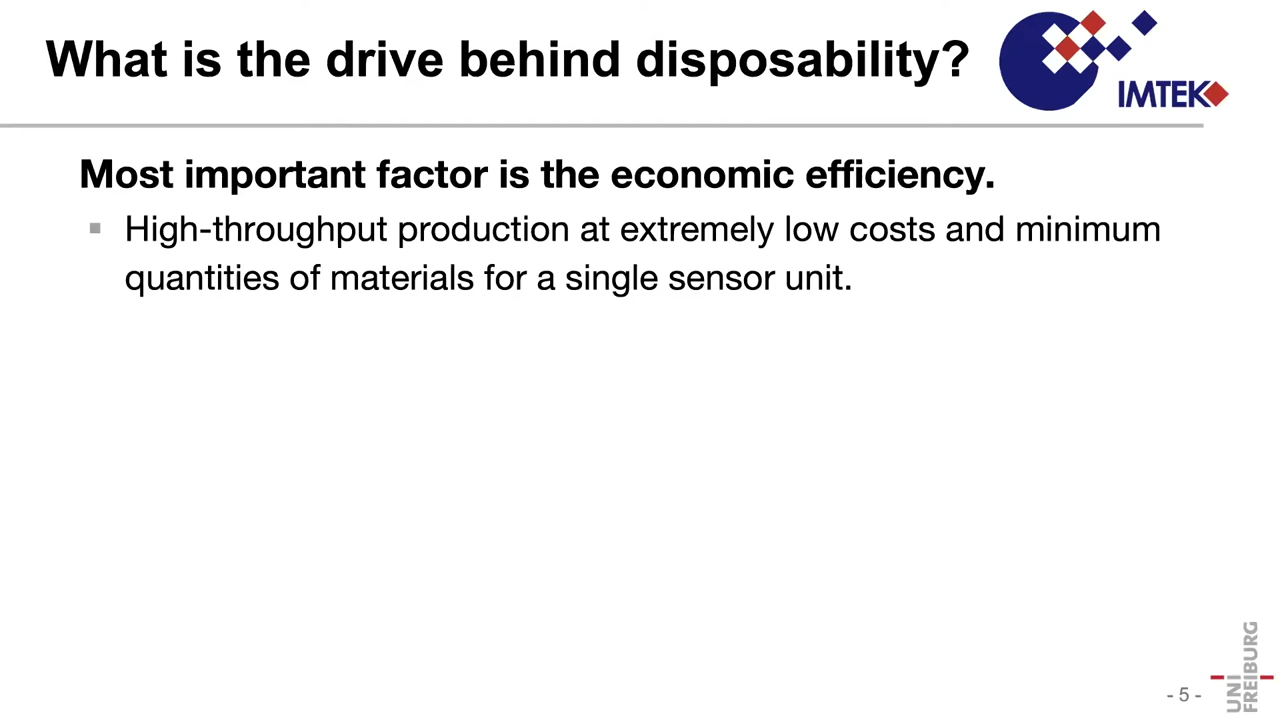 What is the drive behind disposability?
IMTEK
Most important factor is the economic efficiency.
High-throughput production at extremely low costs and minimum
quantities of materials for a single sensor unit.
- 5 -
UNI
FREIBURG